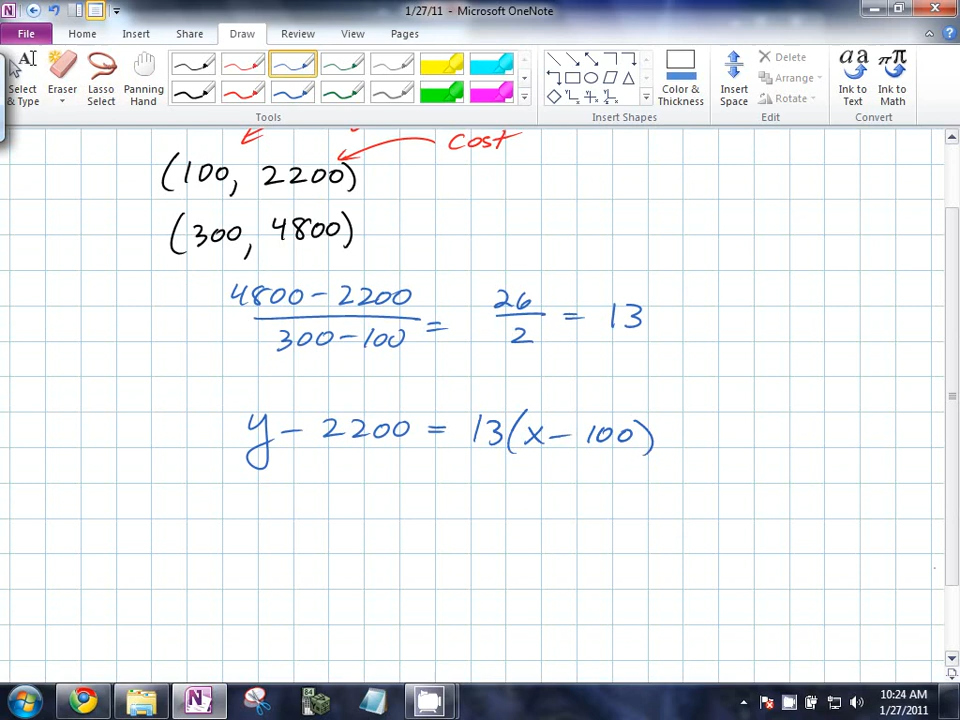 1/27/11 - Microsoft OneNote
File Home Insert Share Draw Review View Pages
Select & Type
Eraser
Lasso Select
Panning Hand
Color & Thickness
Insert Space
Delete
Arrange
Rotate
Ink to Text
Ink to Math
Tools Insert Shapes Edit Convert
cost
(100, 2200)
(300, 4800)
4800 - 2200 / 300 - 100 = 26 / 2 = 13
y - 2200 = 13(x - 100)
10:24 AM
1/27/2011